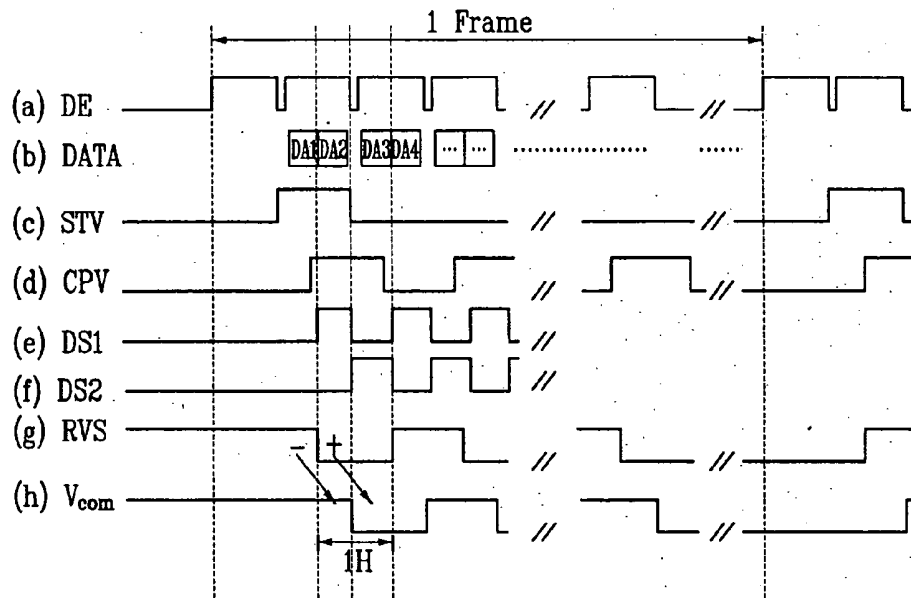 1 Frame
(a) DE
(b) DATA DA1 DA2 DA3 DA4 ... ...
(c) STV
(d) CPV
(e) DS1
(f) DS2
(g) RVS
- +
(h) Vcom
1H